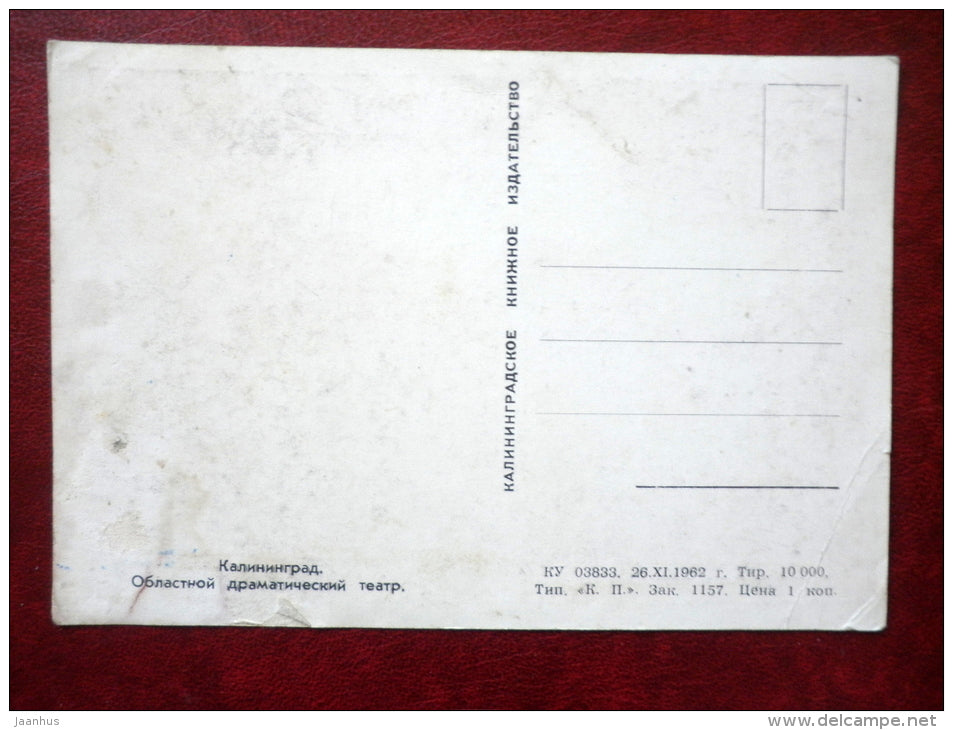 КАЛИНИНГРАДСКОЕ КНИЖНОЕ ИЗДАТЕЛЬСТВО
Калининград.
Областной драматический театр.
КУ 03833. 26.XI.1962 г. Тир. 10 000.
Тип. «К. П.». Зак. 1157. Цена 1 коп.
jaanhus
www.delcampe.net